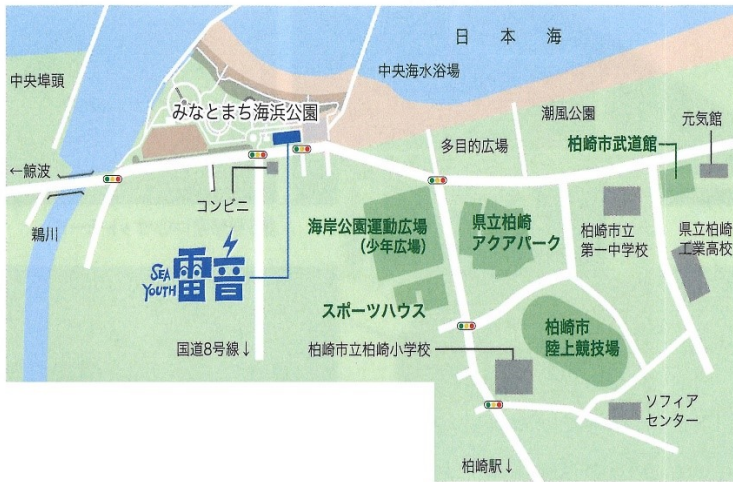 日本海
中央海水浴場
中央埠頭
みなとまち海浜公園
潮風公園
元気館
多目的広場
柏崎市武道館
←鯨波
コンビニ
鵜川
海岸公園運動広場
(少年広場)
県立柏崎
アクアパーク
柏崎市立
第一中学校
県立柏崎
工業高校
SEA
YOUTH
雷音
スポーツハウス
柏崎市
陸上競技場
国道8号線↓
柏崎市立柏崎小学校
ソフィア
センター
柏崎駅↓